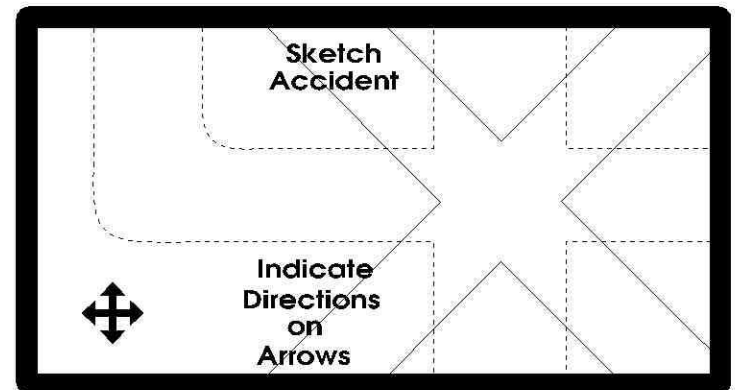 Sketch
Accident
Indicate
Directions
on
Arrows